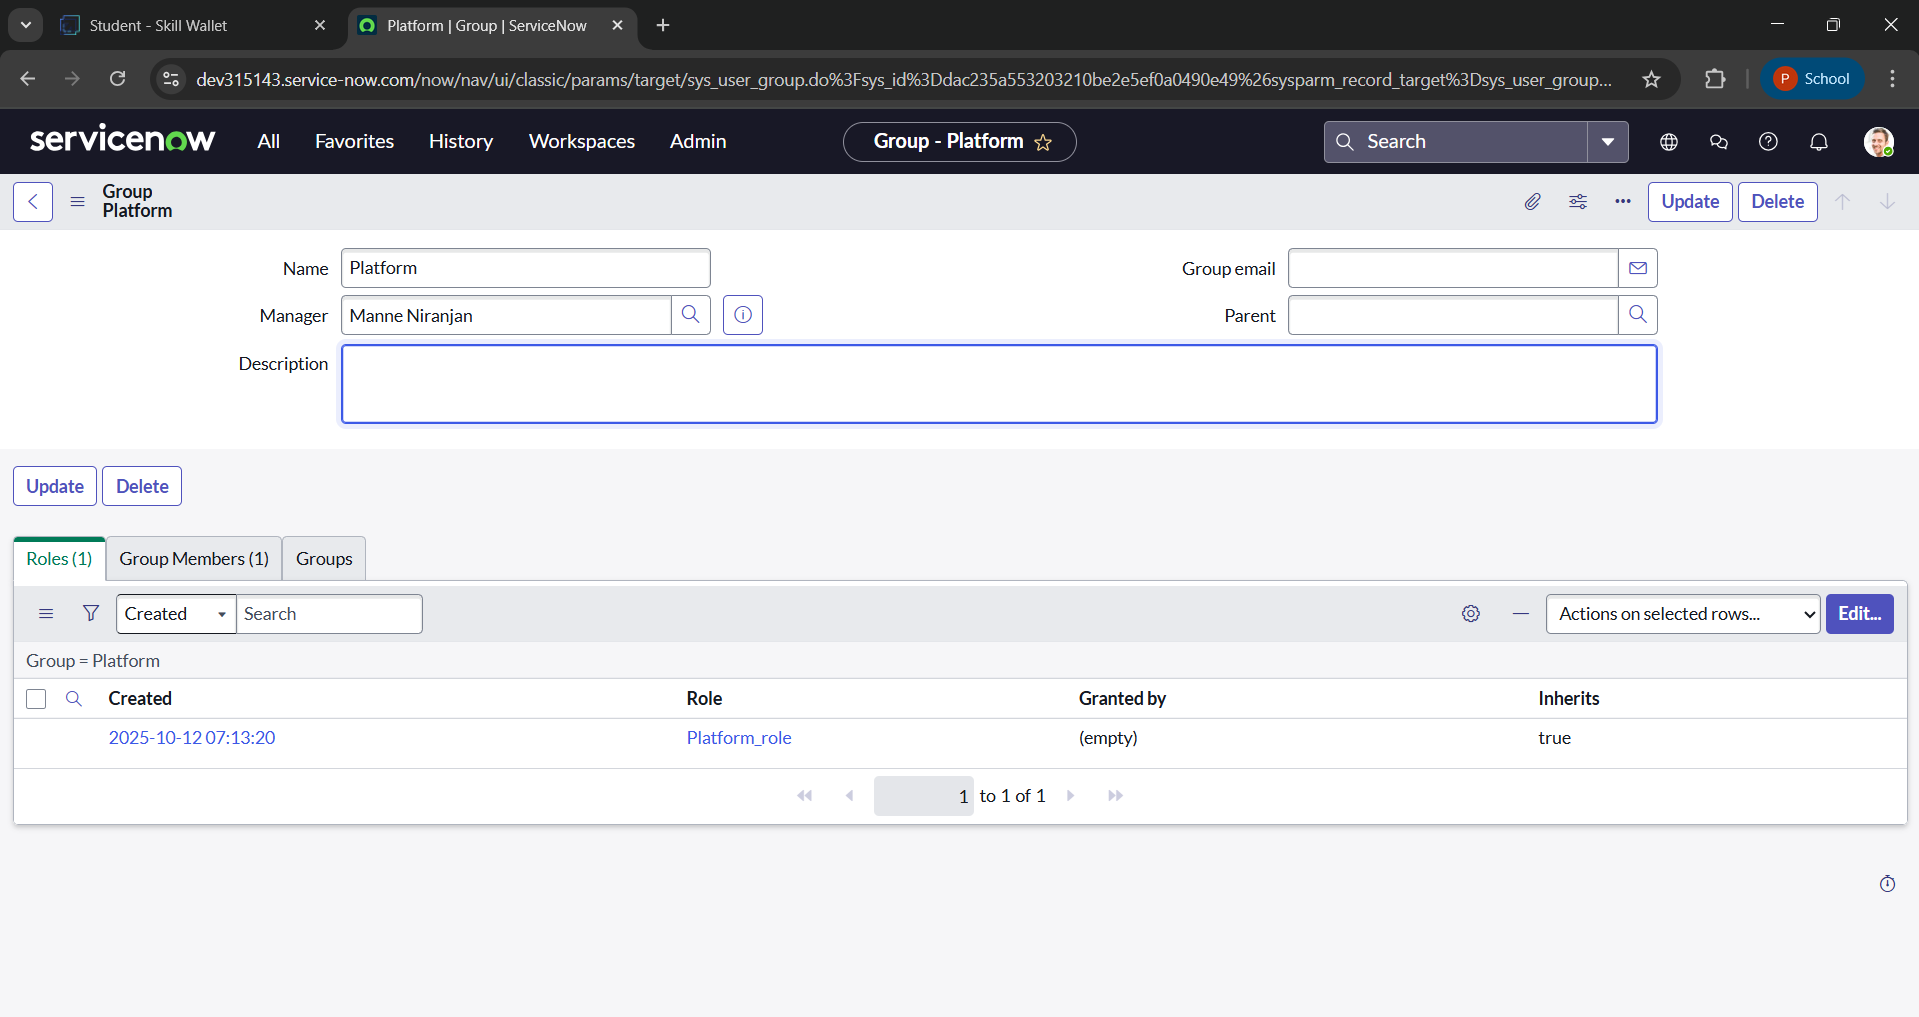 Student - Skill Wallet
Platform | Group | ServiceNow
dev315143.service-now.com/now/nav/ui/classic/params/target/sys_user_group.do%3Fsys_id%3Ddac235a553203210be2e5ef0a0490e49%26sysparm_record_target%3Dsys_user_group...
P School
servicenow All Favorites History Workspaces Admin Group - Platform Search
Group
Platform
Update Delete
Name Platform Group email
Manager Manne Niranjan Parent
Description
Update Delete
Roles (1) Group Members (1) Groups
Created Search Actions on selected rows... Edit...
Group = Platform
Created Role Granted by Inherits
2025-10-12 07:13:20 Platform_role (empty) true
1 to 1 of 1